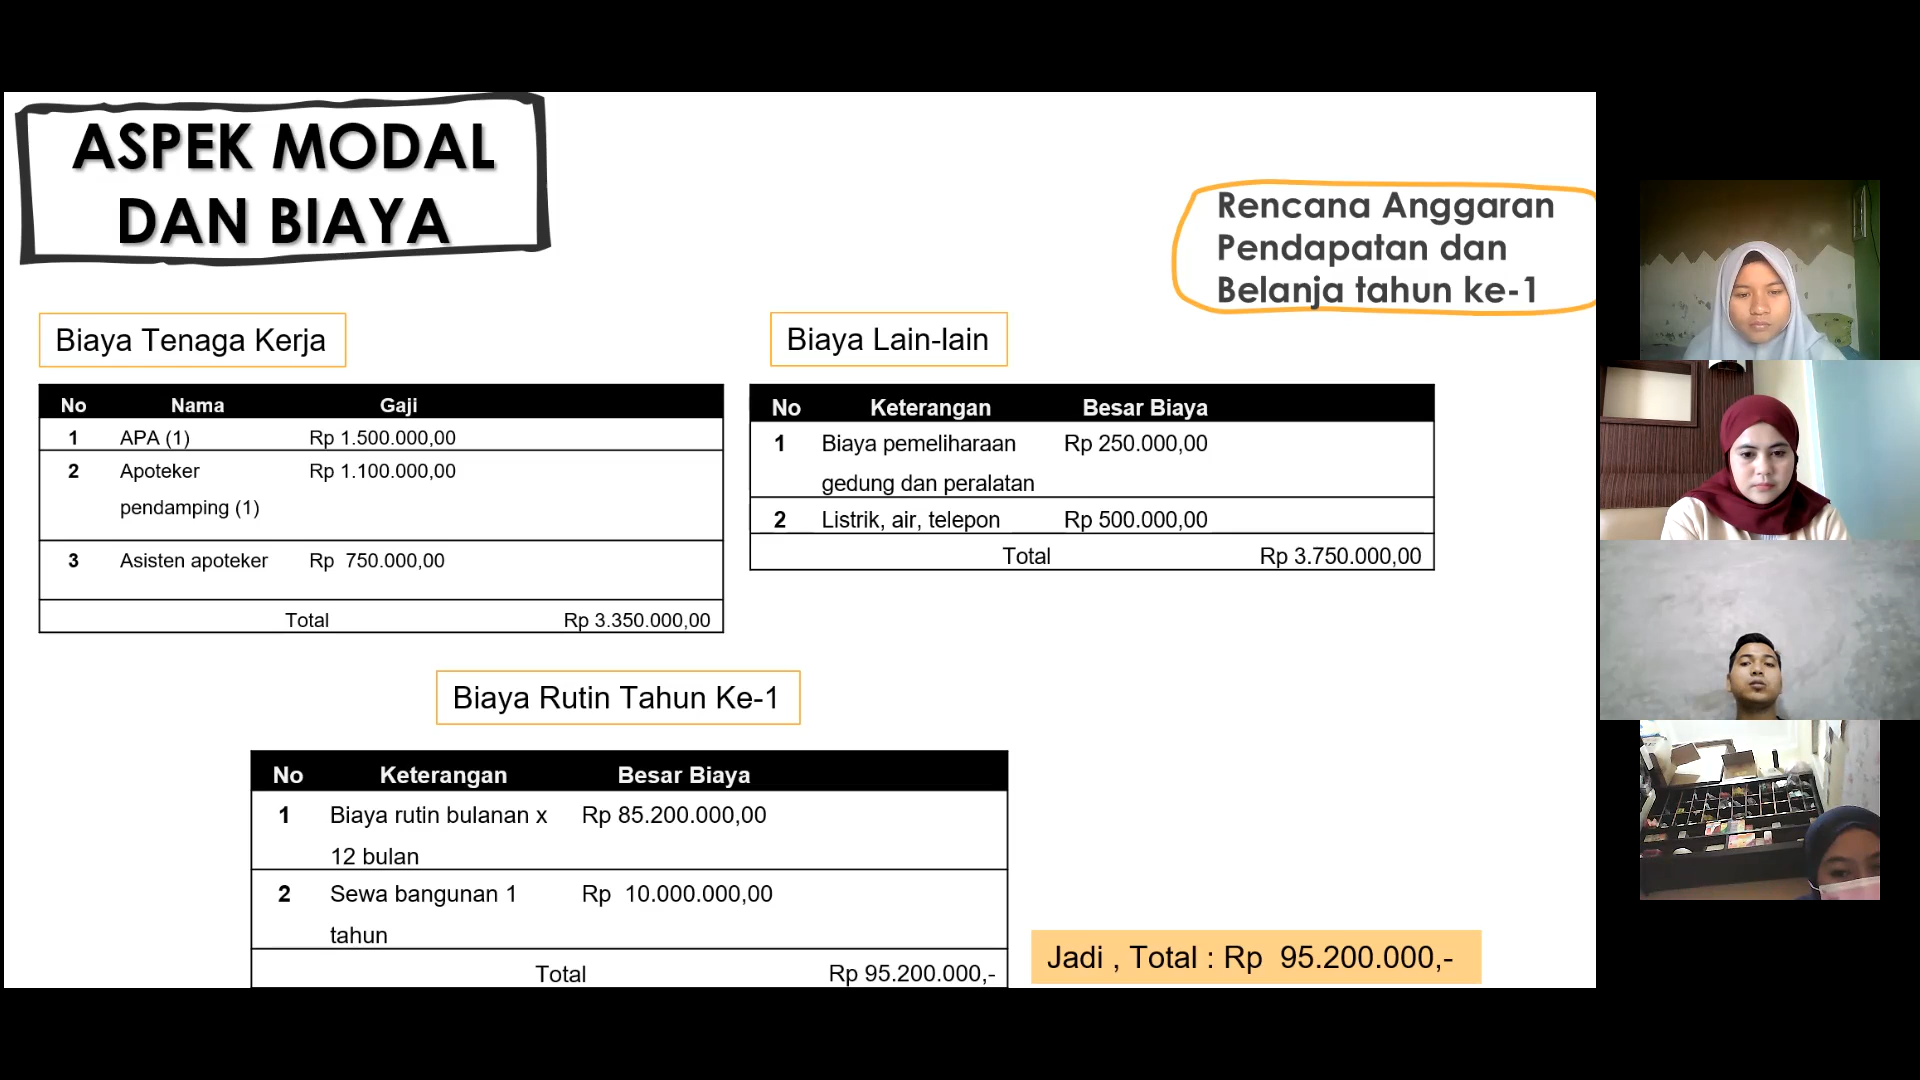 ASPEK MODAL
DAN BIAYA
Rencana Anggaran
Pendapatan dan
Belanja tahun ke-1
Biaya Tenaga Kerja
No Nama Gaji
1 APA (1) Rp 1.500.000,00
2 Apoteker Rp 1.100.000,00
pendamping (1)
3 Asisten apoteker Rp 750.000,00
Total Rp 3.350.000,00
Biaya Lain-lain
No Keterangan Besar Biaya
1 Biaya pemeliharaan Rp 250.000,00
gedung dan peralatan
2 Listrik, air, telepon Rp 500.000,00
Total Rp 3.750.000,00
Biaya Rutin Tahun Ke-1
No Keterangan Besar Biaya
1 Biaya rutin bulanan x Rp 85.200.000,00
12 bulan
2 Sewa bangunan 1 Rp 10.000.000,00
tahun
Total Rp 95.200.000,-
Jadi , Total : Rp 95.200.000,-